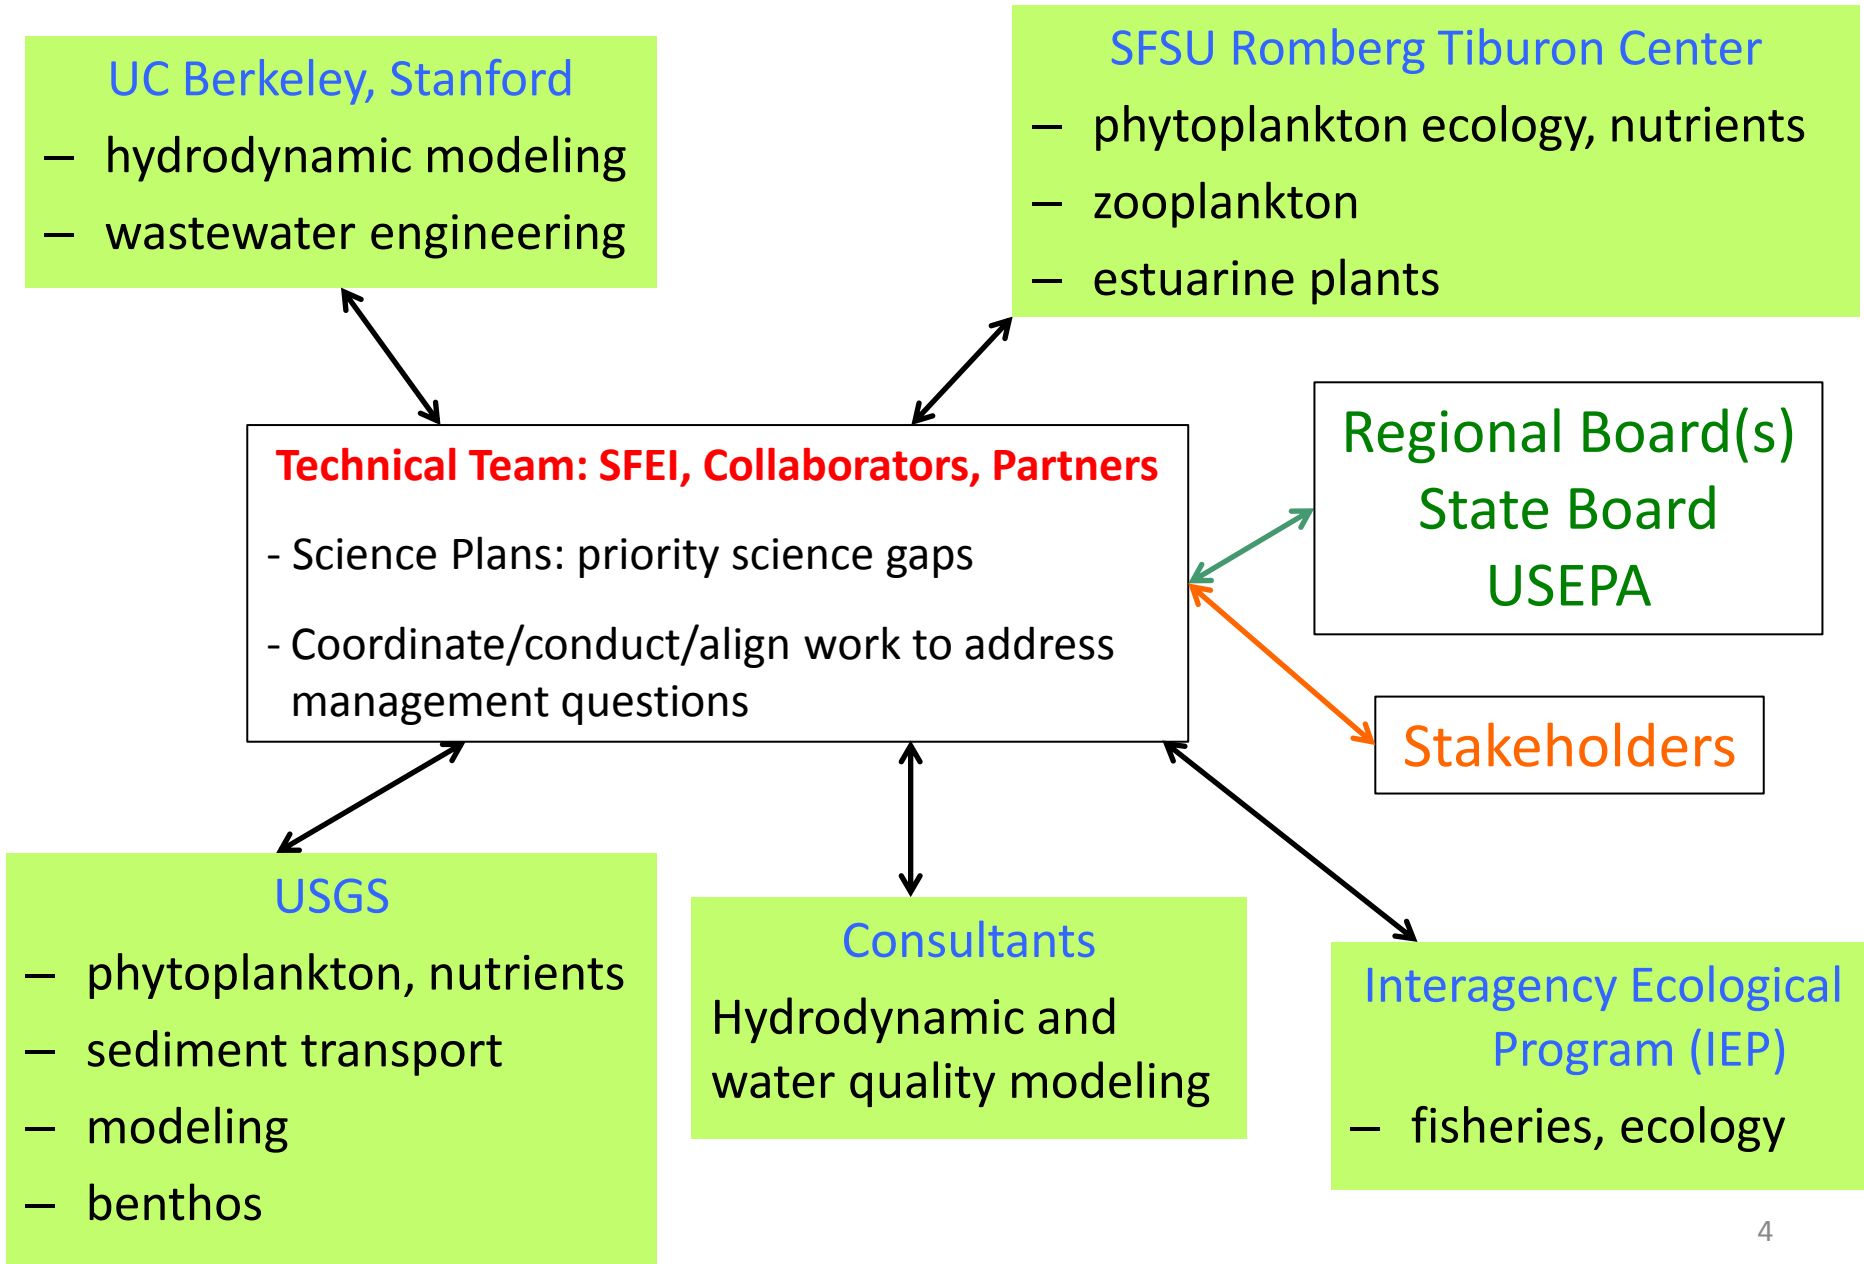 UC Berkeley, Stanford
– hydrodynamic modeling
– wastewater engineering
SFSU Romberg Tiburon Center
– phytoplankton ecology, nutrients
– zooplankton
– estuarine plants
Technical Team: SFEI, Collaborators, Partners
- Science Plans: priority science gaps
- Coordinate/conduct/align work to address
management questions
Regional Board(s)
State Board
USEPA
Stakeholders
USGS
– phytoplankton, nutrients
– sediment transport
– modeling
– benthos
Consultants
Hydrodynamic and
water quality modeling
Interagency Ecological
Program (IEP)
– fisheries, ecology
4